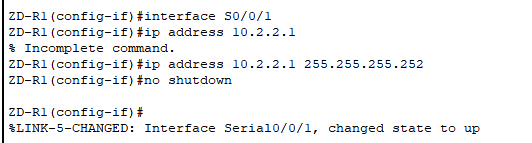 ZD-R1(config-if)#interface S0/0/1
ZD-R1(config-if)#ip address 10.2.2.1
% Incomplete command.
ZD-R1(config-if)#ip address 10.2.2.1 255.255.255.252
ZD-R1(config-if)#no shutdown
ZD-R1(config-if)#
%LINK-5-CHANGED: Interface Serial0/0/1, changed state to up